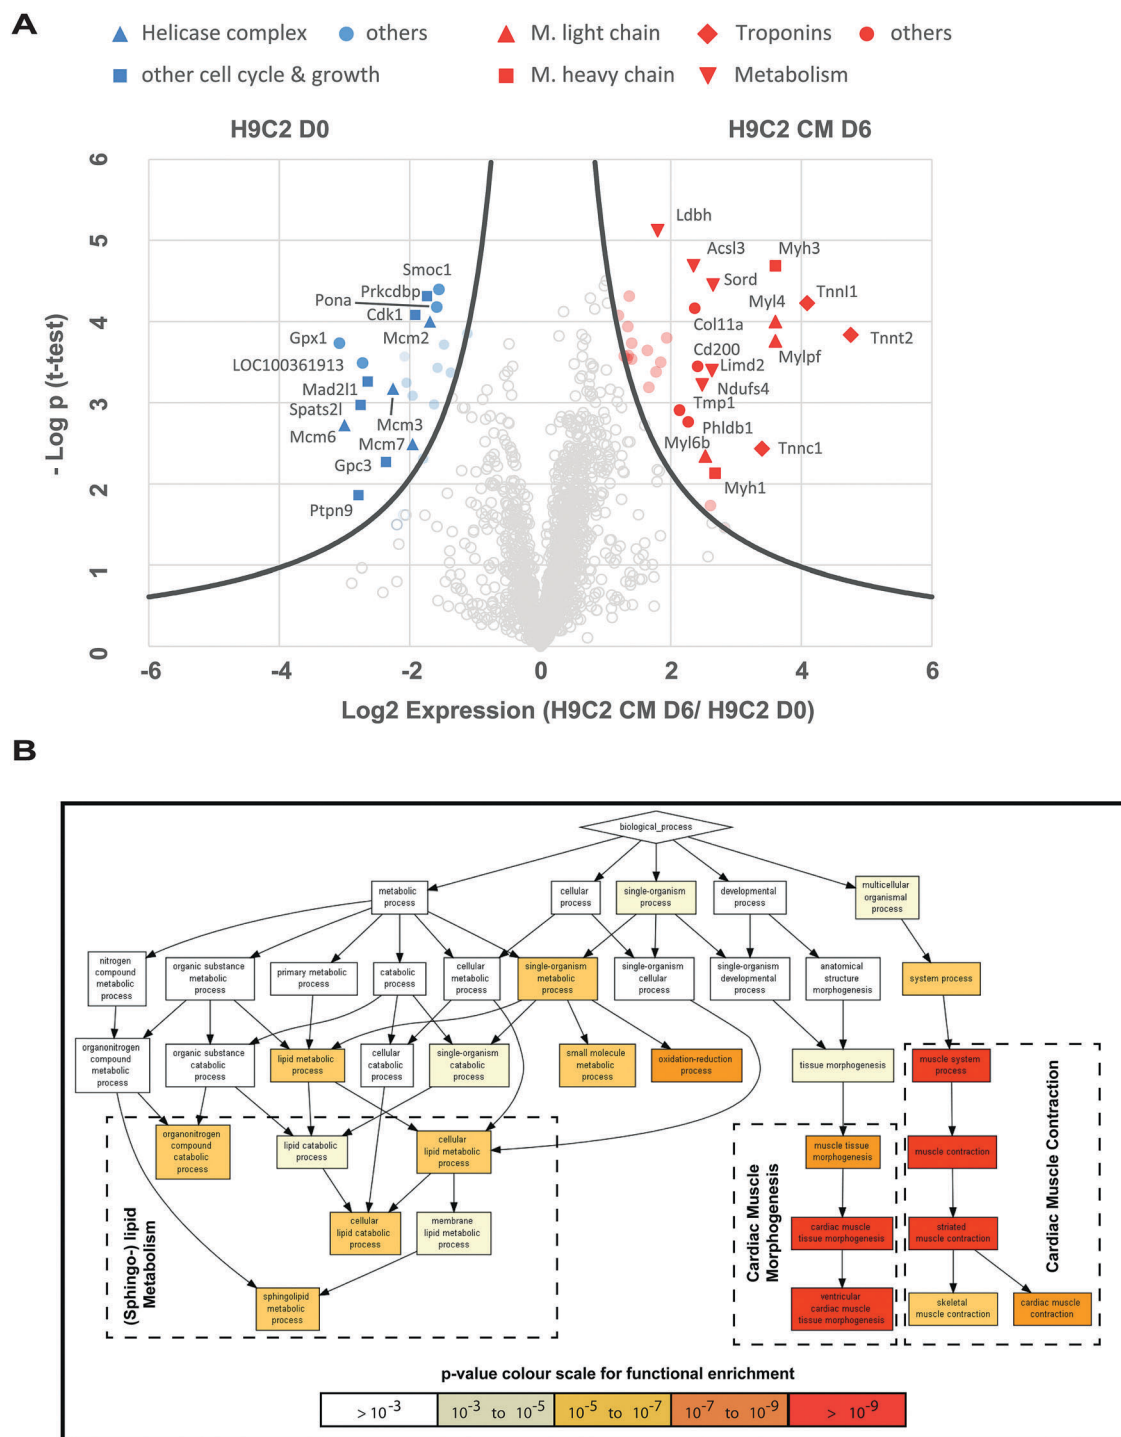 A
Helicase complex
others
M. light chain
Troponins
others
other cell cycle & growth
M. heavy chain
Metabolism
H9C2 D0
H9C2 CM D6
6
5
4
3
2
1
0
- Log p (t-test)
Smoc1
Prkcdbp
Pona
Cdk1
Mcm2
Gpx1
LOC100361913
Mad2l1
Spats2l
Mcm3
Mcm6
Mcm7
Gpc3
Ptpn9
Ldbh
Acsl3
Myh3
Sord
TnnI1
Myl4
Col11a
Tnnt2
Mylpf
Cd200
Limd2
Ndufs4
Tmp1
Phldb1
Myl6b
Tnnc1
Myh1
-6
-4
-2
0
2
4
6
Log2 Expression (H9C2 CM D6/ H9C2 D0)
B
biological_process
metabolic
process
cellular
process
single-organism
process
developmental
process
multicellular
organismal
process
nitrogen
compound
metabolic
process
organic substance
metabolic
process
primary metabolic
process
catabolic
process
cellular
metabolic
process
single-organism
metabolic
process
single-organism
cellular
process
single-organism
developmental
process
anatomical
structure
morphogenesis
system process
organonitrogen
compound
metabolic
process
organic substance
catabolic
process
lipid metabolic
process
cellular
catabolic
process
single-organism
catabolic
process
small molecule
metabolic
process
oxidation-reduction
process
tissue morphogenesis
muscle system
process
organonitrogen
compound
catabolic
process
lipid catabolic
process
cellular
lipid metabolic
process
muscle tissue
morphogenesis
muscle contraction
cellular
lipid catabolic
process
membrane
lipid metabolic
process
cardiac muscle
tissue morphogenesis
striated
muscle contraction
sphingolipid
metabolic
process
ventricular
cardiac muscle
tissue morphogenesis
skeletal
muscle contraction
cardiac muscle
contraction
(Sphingo-) lipid
Metabolism
Cardiac Muscle
Morphogenesis
Cardiac Muscle Contraction
p-value colour scale for functional enrichment
> 10⁻³
10⁻³ to 10⁻⁵
10⁻⁵ to 10⁻⁷
10⁻⁷ to 10⁻⁹
> 10⁻⁹